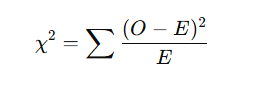 χ² = ∑ (O − E)² / E